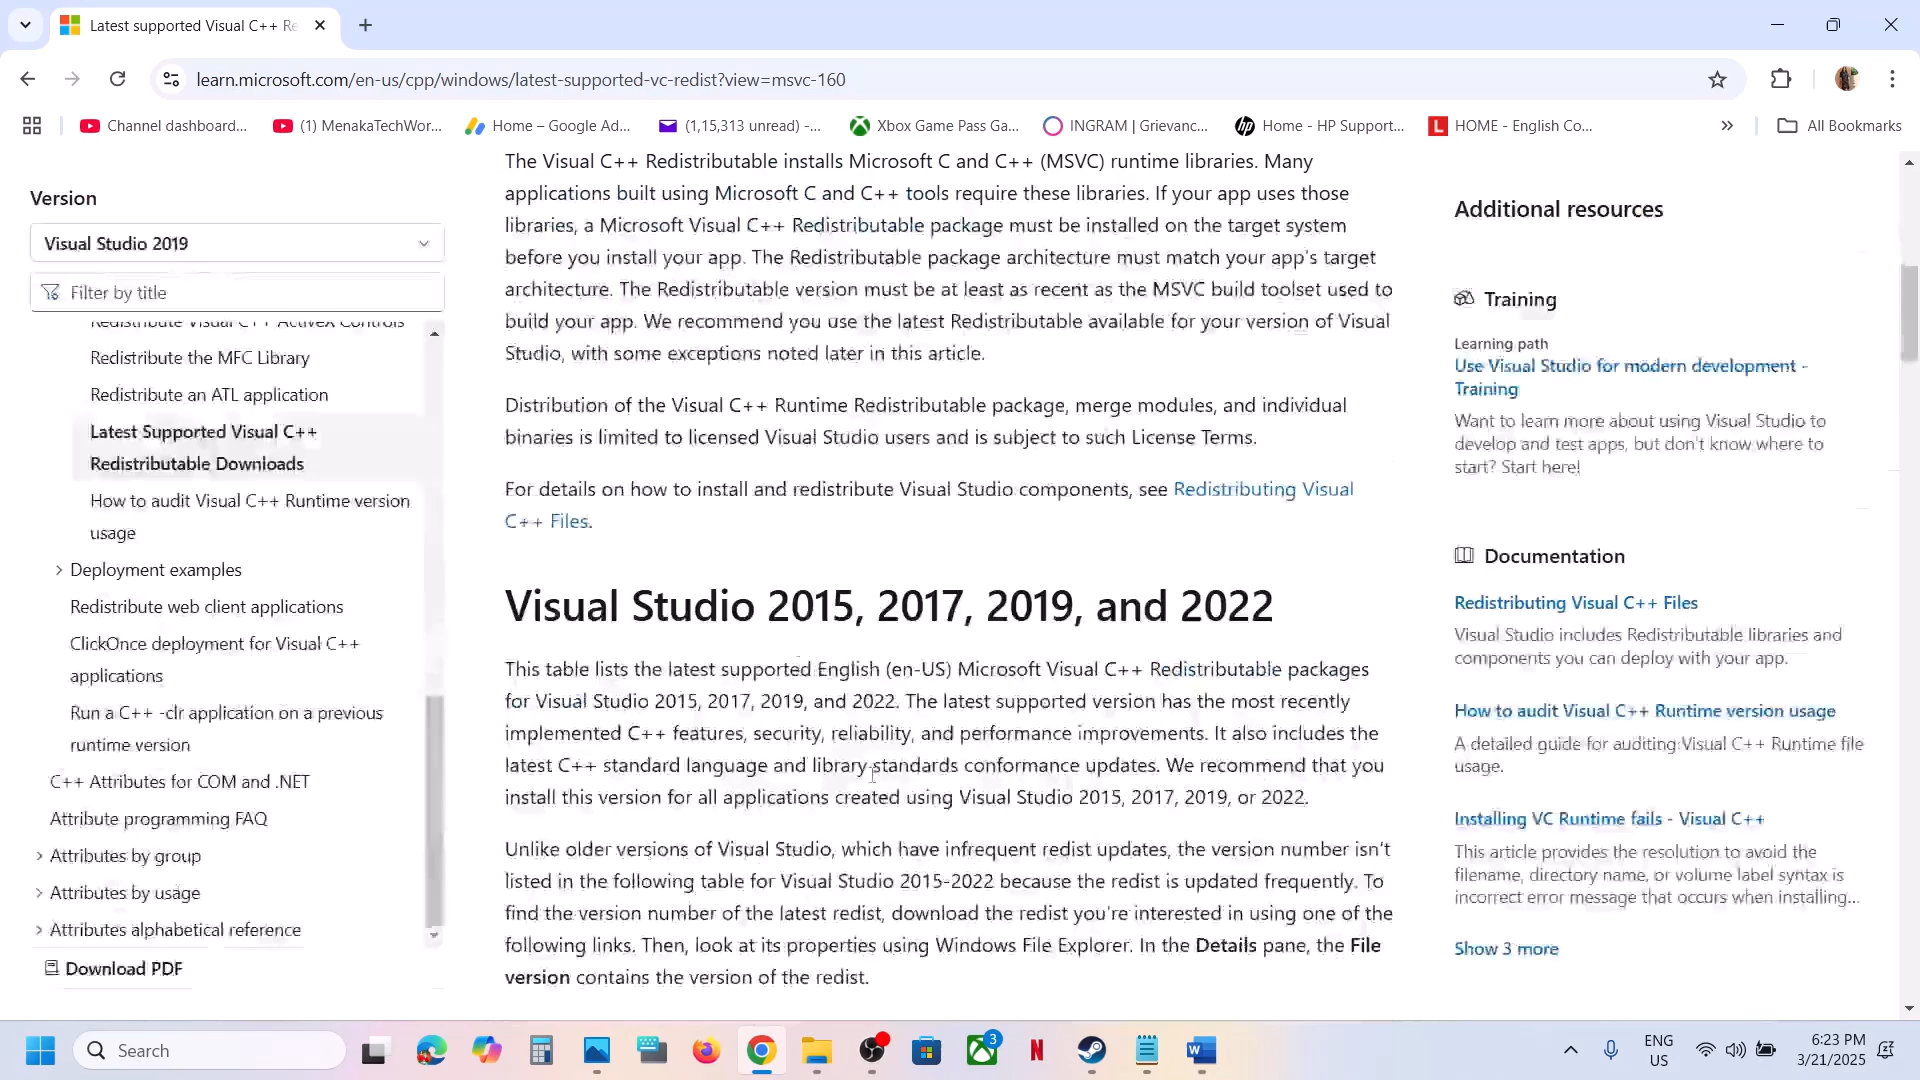 Latest supported Visual C++ Re
learn.microsoft.com/en-us/cpp/windows/latest-supported-vc-redist?view=msvc-160
Channel dashboard...
(1) MenakaTechWor...
Home – Google Ad...
(1,15,313 unread) -...
Xbox Game Pass Ga...
INGRAM | Grievanc...
Home - HP Support...
HOME - English Co...
All Bookmarks
Version
Visual Studio 2019
Filter by title
Redistribute Visual C++ ActiveX Controls
Redistribute the MFC Library
Redistribute an ATL application
Latest Supported Visual C++
Redistributable Downloads
How to audit Visual C++ Runtime version
usage
Deployment examples
Redistribute web client applications
ClickOnce deployment for Visual C++
applications
Run a C++ -clr application on a previous
runtime version
C++ Attributes for COM and .NET
Attribute programming FAQ
Attributes by group
Attributes by usage
Attributes alphabetical reference
Download PDF
The Visual C++ Redistributable installs Microsoft C and C++ (MSVC) runtime libraries. Many
applications built using Microsoft C and C++ tools require these libraries. If your app uses those
libraries, a Microsoft Visual C++ Redistributable package must be installed on the target system
before you install your app. The Redistributable package architecture must match your app's target
architecture. The Redistributable version must be at least as recent as the MSVC build toolset used to
build your app. We recommend you use the latest Redistributable available for your version of Visual
Studio, with some exceptions noted later in this article.
Distribution of the Visual C++ Runtime Redistributable package, merge modules, and individual
binaries is limited to licensed Visual Studio users and is subject to such License Terms.
For details on how to install and redistribute Visual Studio components, see Redistributing Visual
C++ Files.
Visual Studio 2015, 2017, 2019, and 2022
This table lists the latest supported English (en-US) Microsoft Visual C++ Redistributable packages
for Visual Studio 2015, 2017, 2019, and 2022. The latest supported version has the most recently
implemented C++ features, security, reliability, and performance improvements. It also includes the
latest C++ standard language and library standards conformance updates. We recommend that you
install this version for all applications created using Visual Studio 2015, 2017, 2019, or 2022.
Unlike older versions of Visual Studio, which have infrequent redist updates, the version number isn't
listed in the following table for Visual Studio 2015-2022 because the redist is updated frequently. To
find the version number of the latest redist, download the redist you're interested in using one of the
following links. Then, look at its properties using Windows File Explorer. In the Details pane, the File
version contains the version of the redist.
Additional resources
Training
Learning path
Use Visual Studio for modern development -
Training
Want to learn more about using Visual Studio to
develop and test apps, but don't know where to
start? Start here!
Documentation
Redistributing Visual C++ Files
Visual Studio includes Redistributable libraries and
components you can deploy with your app.
How to audit Visual C++ Runtime version usage
A detailed guide for auditing Visual C++ Runtime file
usage.
Installing VC Runtime fails - Visual C++
This article provides the resolution to avoid the
filename, directory name, or volume label syntax is
incorrect error message that occurs when installing...
Show 3 more
Search
3
ENG
US
6:23 PM
3/21/2025